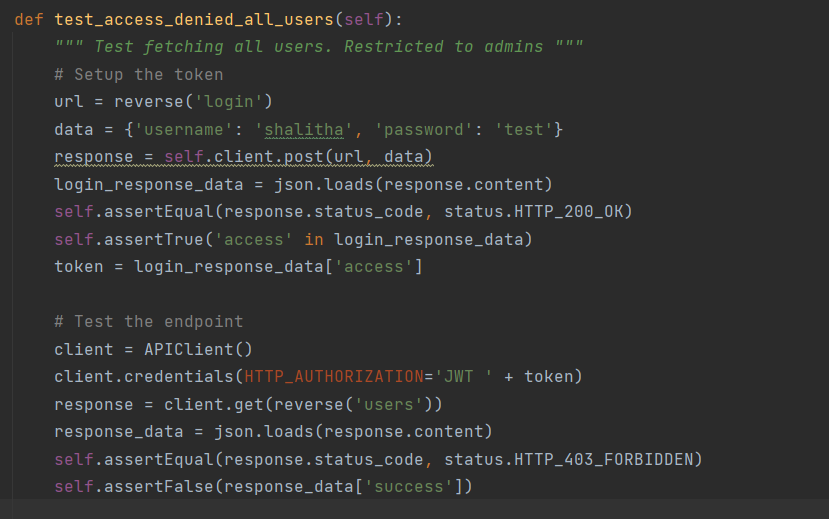 def test_access_denied_all_users(self):
    """ Test fetching all users. Restricted to admins """
    # Setup the token
    url = reverse('login')
    data = {'username': 'shalitha', 'password': 'test'}
    response = self.client.post(url, data)
    login_response_data = json.loads(response.content)
    self.assertEqual(response.status_code, status.HTTP_200_OK)
    self.assertTrue('access' in login_response_data)
    token = login_response_data['access']

    # Test the endpoint
    client = APIClient()
    client.credentials(HTTP_AUTHORIZATION='JWT ' + token)
    response = client.get(reverse('users'))
    response_data = json.loads(response.content)
    self.assertEqual(response.status_code, status.HTTP_403_FORBIDDEN)
    self.assertFalse(response_data['success'])